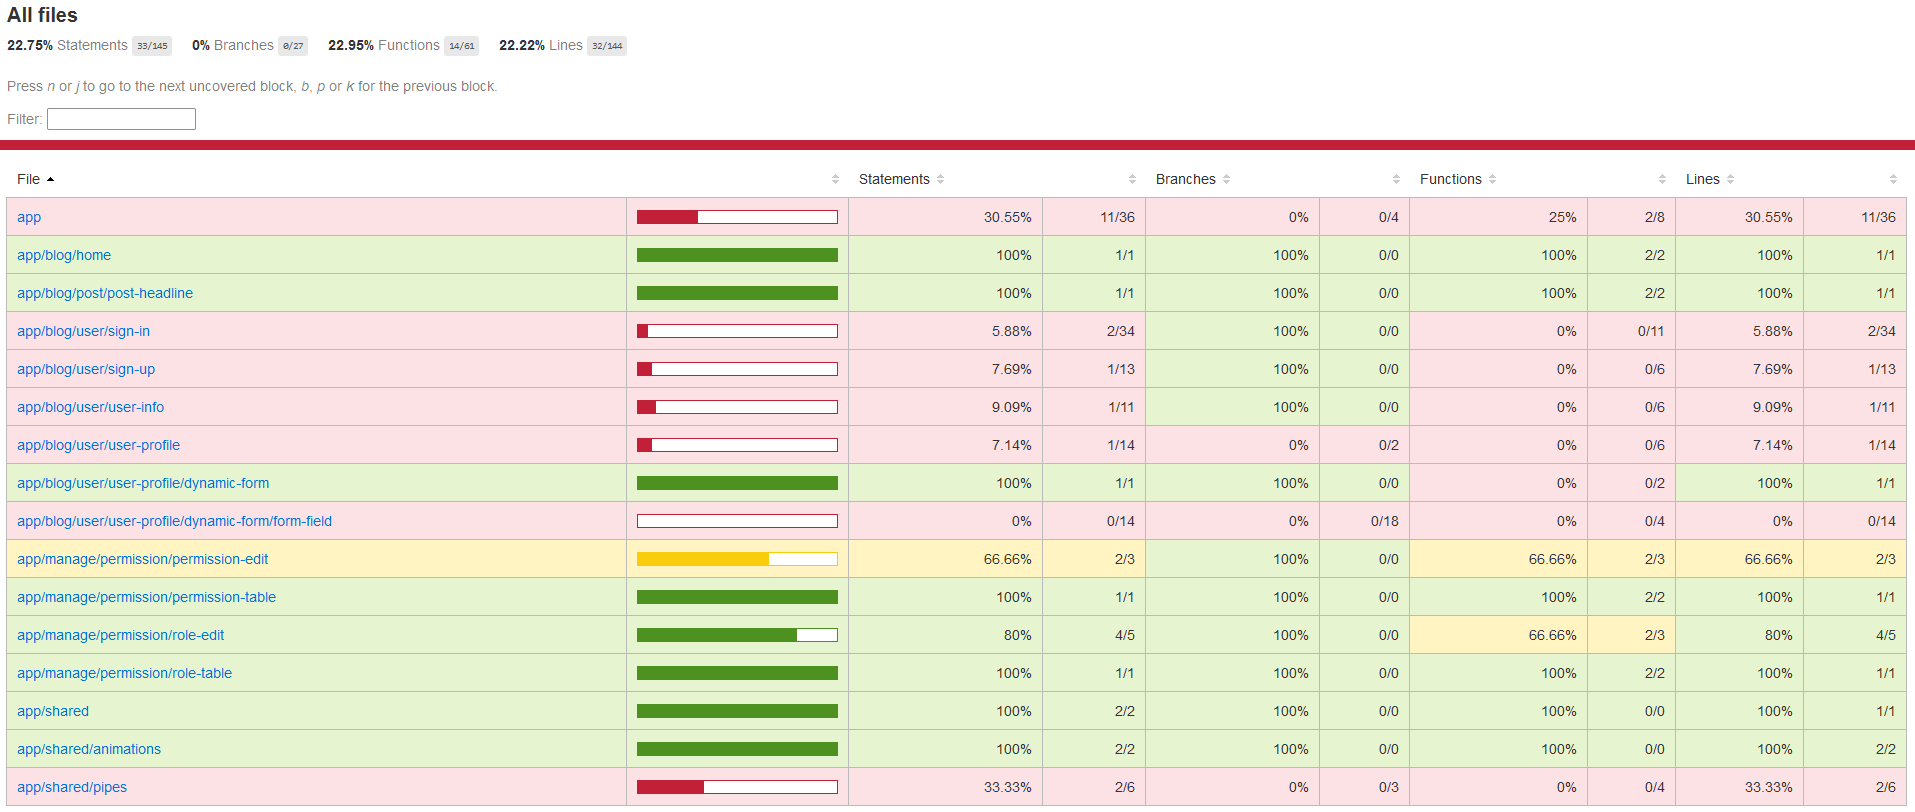 All files
22.75% Statements 33/145 0% Branches 0/27 22.95% Functions 14/61 22.22% Lines 32/144
Press n or j to go to the next uncovered block, b, p or k for the previous block.
Filter:
File Statements Branches Functions Lines
app 30.55% 11/36 0% 0/4 25% 2/8 30.55% 11/36
app/blog/home 100% 1/1 100% 0/0 100% 2/2 100% 1/1
app/blog/post/post-headline 100% 1/1 100% 0/0 100% 2/2 100% 1/1
app/blog/user/sign-in 5.88% 2/34 100% 0/0 0% 0/11 5.88% 2/34
app/blog/user/sign-up 7.69% 1/13 100% 0/0 0% 0/6 7.69% 1/13
app/blog/user/user-info 9.09% 1/11 100% 0/0 0% 0/6 9.09% 1/11
app/blog/user/user-profile 7.14% 1/14 0% 0/2 0% 0/6 7.14% 1/14
app/blog/user/user-profile/dynamic-form 100% 1/1 100% 0/0 0% 0/2 100% 1/1
app/blog/user/user-profile/dynamic-form/form-field 0% 0/14 0% 0/18 0% 0/4 0% 0/14
app/manage/permission/permission-edit 66.66% 2/3 100% 0/0 66.66% 2/3 66.66% 2/3
app/manage/permission/permission-table 100% 1/1 100% 0/0 100% 2/2 100% 1/1
app/manage/permission/role-edit 80% 4/5 100% 0/0 66.66% 2/3 80% 4/5
app/manage/permission/role-table 100% 1/1 100% 0/0 100% 2/2 100% 1/1
app/shared 100% 2/2 100% 0/0 100% 0/0 100% 1/1
app/shared/animations 100% 2/2 100% 0/0 100% 0/0 100% 2/2
app/shared/pipes 33.33% 2/6 0% 0/3 0% 0/4 33.33% 2/6